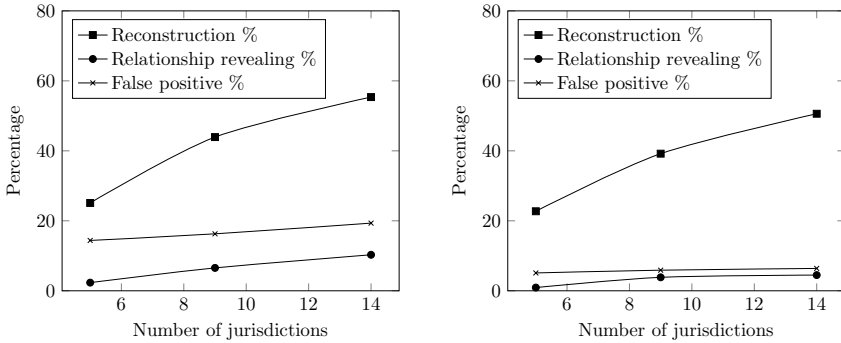 80
60
40
20
0
Percentage
Reconstruction %
Relationship revealing %
False positive %
6 8 10 12 14
Number of jurisdictions
80
60
40
20
0
Percentage
Reconstruction %
Relationship revealing %
False positive %
6 8 10 12 14
Number of jurisdictions